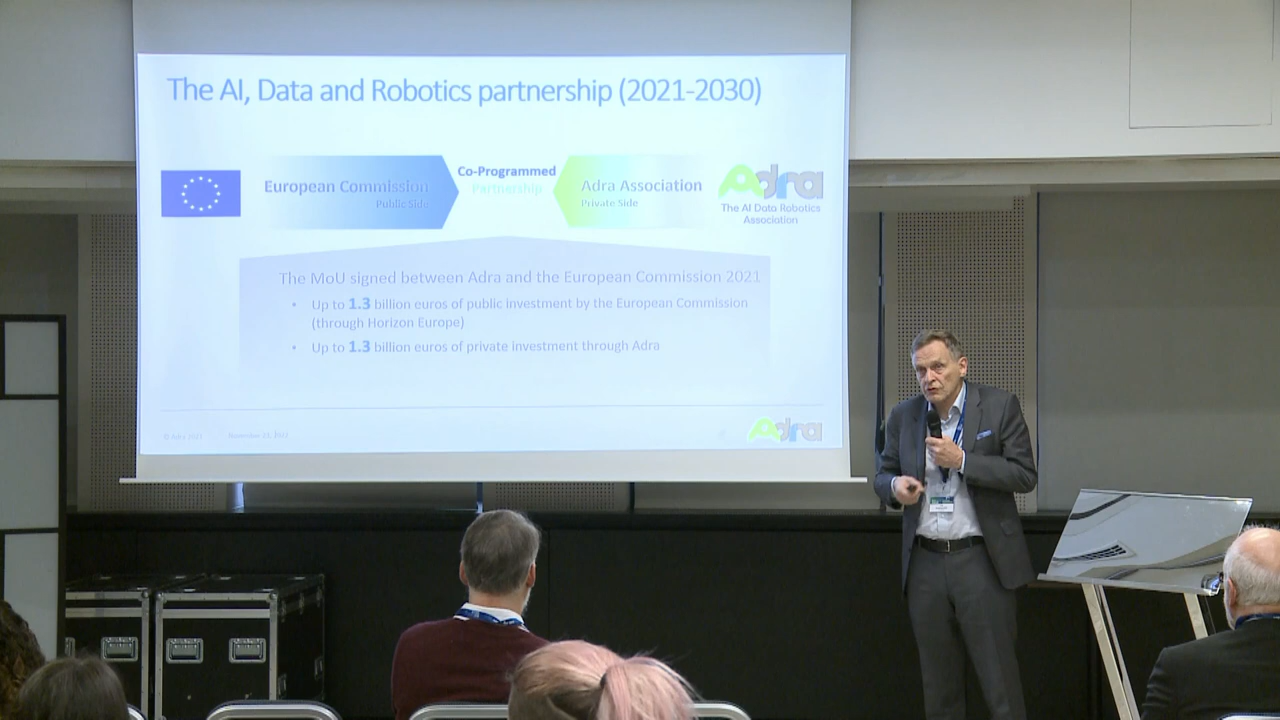 The AI, Data and Robotics partnership (2021-2030)
European Commission
Public Side
Co-Programmed
Partnership
Adra Association
Private Side
Adra
The AI Data Robotics
Association
The MoU signed between Adra and the European Commission 2021
• Up to 1.3 billion euros of public investment by the European Commission
(through Horizon Europe)
• Up to 1.3 billion euros of private investment through Adra
© Adra 2021
Adra